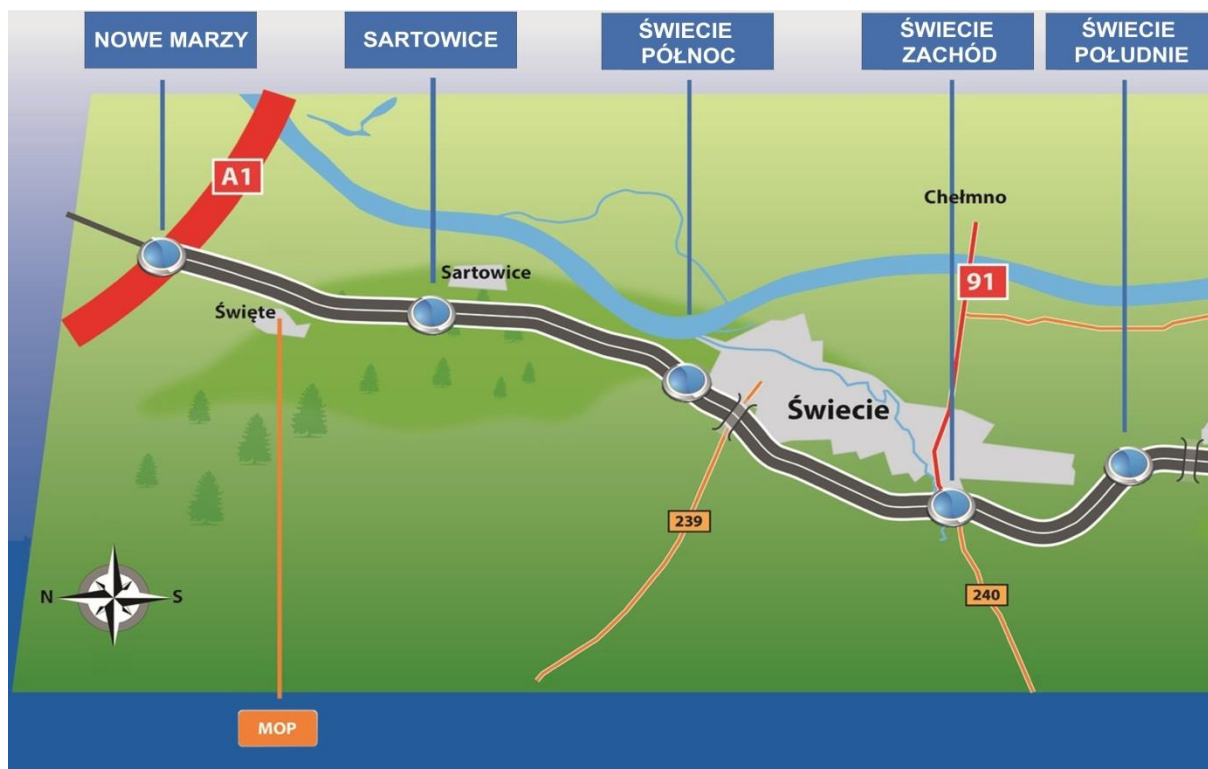 NOWE MARZY
SARTOWICE
ŚWIECIE
PÓŁNOC
ŚWIECIE
ZACHÓD
ŚWIECIE
POŁUDNIE
A1
Chełmno
Sartowice
91
Święte
Świecie
239
240
N
S
MOP